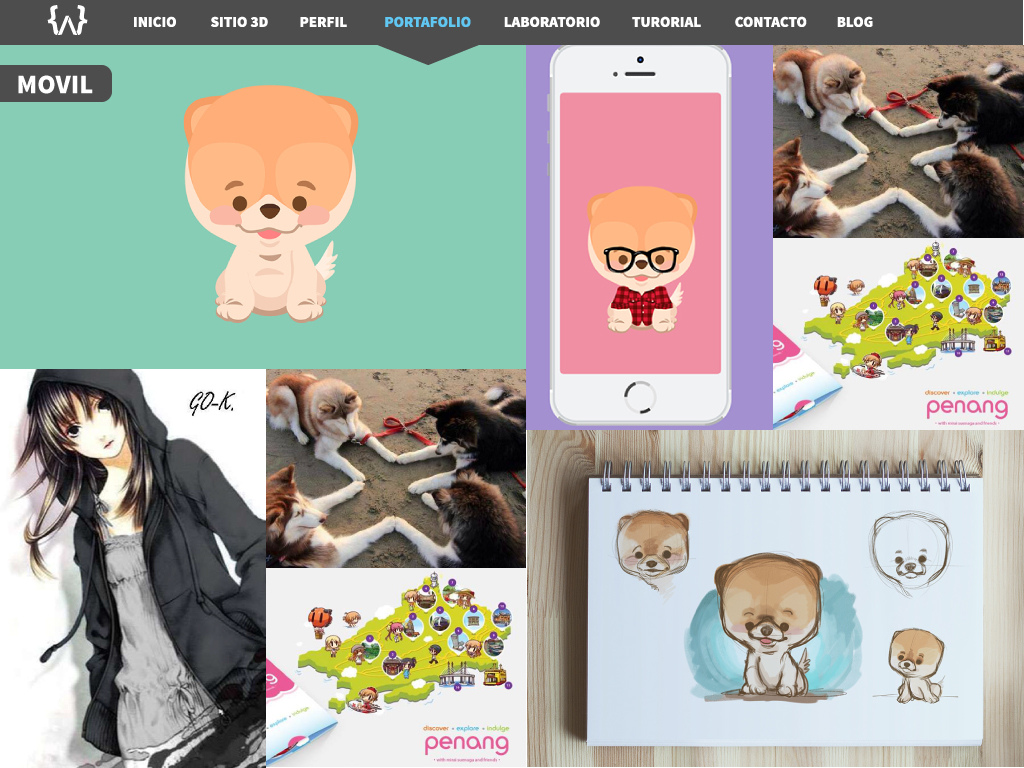 {W}
INICIO SITIO 3D PERFIL PORTAFOLIO LABORATORIO TURORIAL CONTACTO BLOG
MOVIL
discover • explore • indulge
penang
GO-K.
discover • explore • indulge
penang